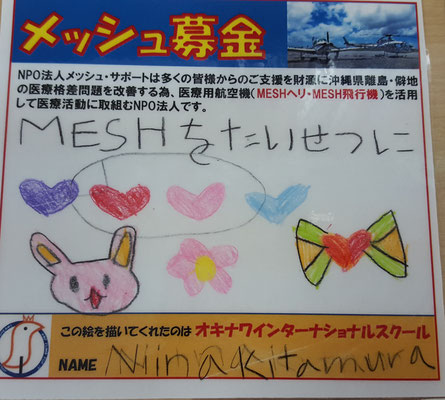 メッシュ募金
NPO法人メッシュ・サポートは多くの皆様からのご支援を財源に沖縄県離島・僻地
の医療格差問題を改善する為、医療用航空機(MESHヘリ・MESH飛行機)を活用
して医療活動に取組むNPO法人です。
MESHをたいせつに
この絵を描いてくれたのは オキナワインターナショナルスクール
NAME Niina Kitamura